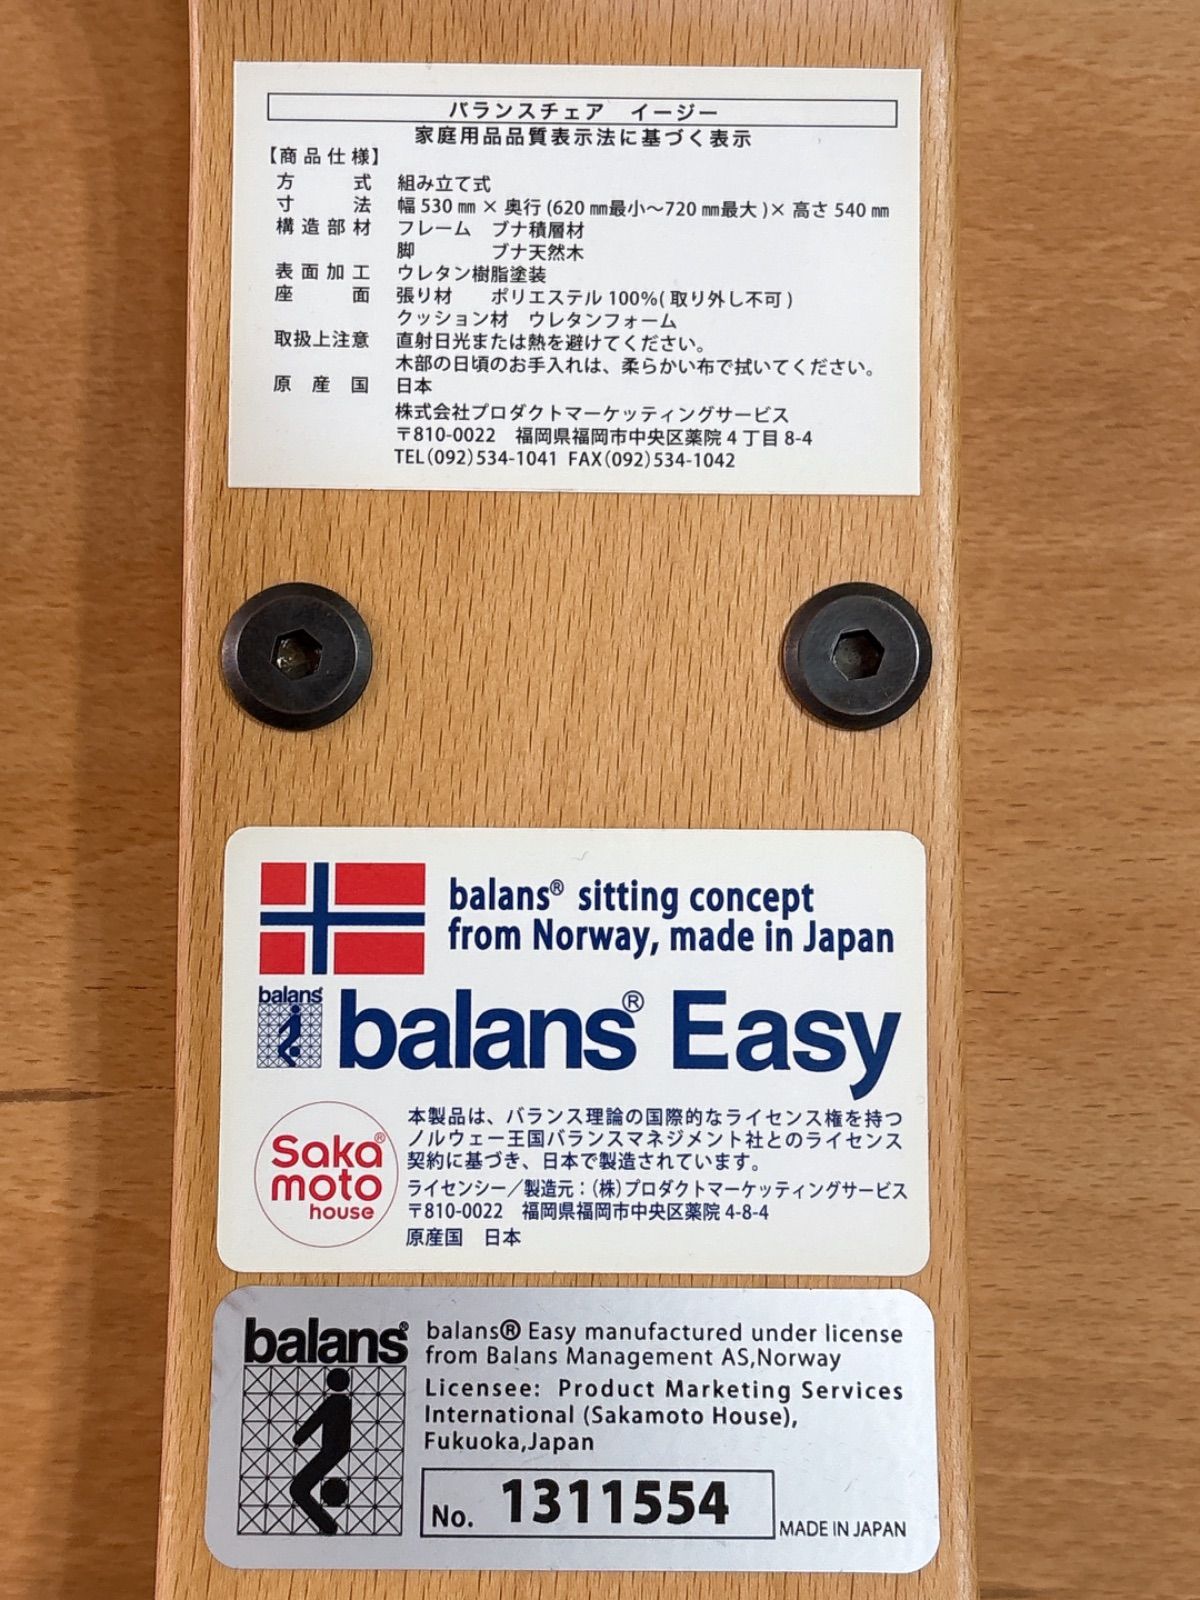 バランスチェア イージー
家庭用品品質表示法に基づく表示
【商品仕様】
方 式 組み立て式
寸 法 幅 530 ㎜ × 奥行 (620 ㎜最小～720 ㎜最大 )× 高さ 540 ㎜
構造部材 フレーム ブナ積層材
脚 ブナ天然木
表面加工 ウレタン樹脂塗装
座 面 張り材 ポリエステル 100%( 取り外し不可 )
クッション材 ウレタンフォーム
取扱上注意 直射日光または熱を避けてください。
木部の日頃のお手入れは、柔らかい布で拭いてください。
原 産 国 日本
株式会社プロダクトマーケッティングサービス
〒810-0022 福岡県福岡市中央区薬院 4 丁目 8-4
TEL(092)534-1041 FAX(092)534-1042
balans® sitting concept
from Norway, made in Japan
balans®
balans® Easy
Saka®
moto
house
本製品は、バランス理論の国際的なライセンス権を持つ
ノルウェー王国バランスマネジメント社とのライセンス
契約に基づき、日本で製造されています。
ライセンシー／製造元：(株)プロダクトマーケッティングサービス
〒810-0022 福岡県福岡市中央区薬院 4-8-4
原産国 日本
balans®
balans® Easy manufactured under license
from Balans Management AS,Norway
Licensee: Product Marketing Services
International (Sakamoto House),
Fukuoka,Japan
No. 1311554
MADE IN JAPAN